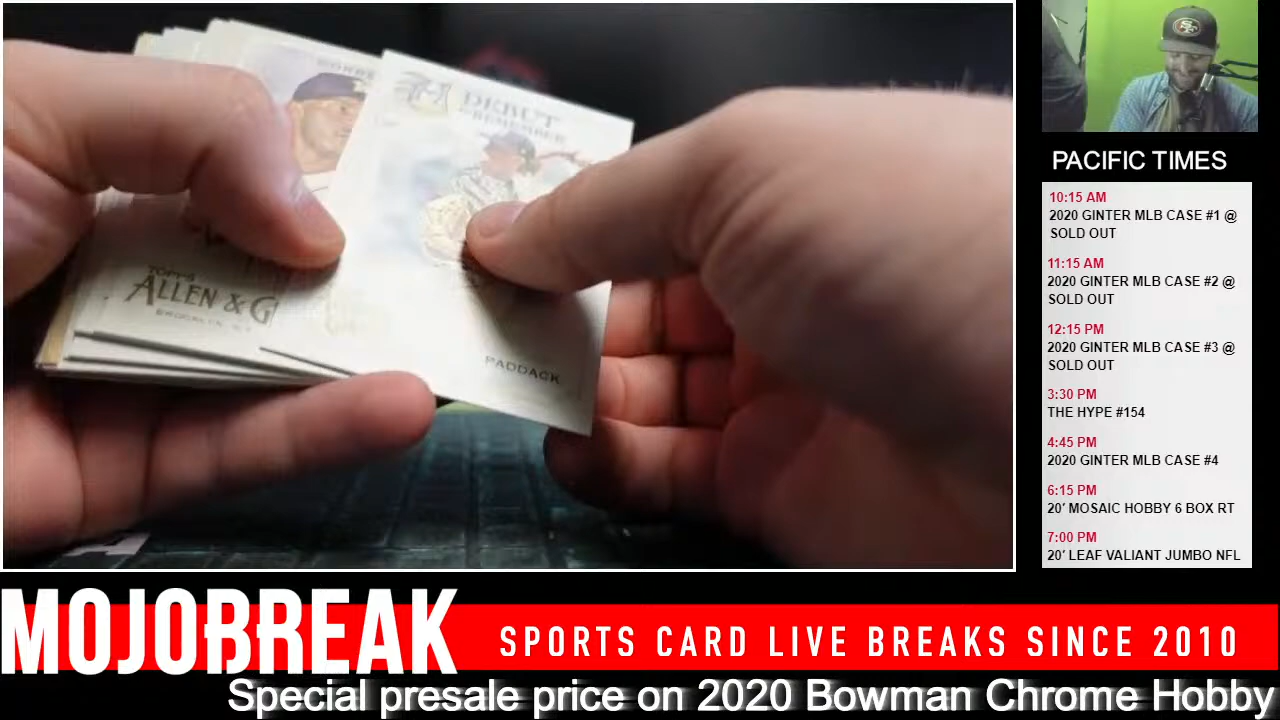 DEBUT
REMEMBER
PADDACK
TOPPS
ALLEN & G
BROOKLYN, N.Y.
SF
PACIFIC TIMES
10:15 AM
2020 GINTER MLB CASE #1 @
SOLD OUT
11:15 AM
2020 GINTER MLB CASE #2 @
SOLD OUT
12:15 PM
2020 GINTER MLB CASE #3 @
SOLD OUT
3:30 PM
THE HYPE #154
4:45 PM
2020 GINTER MLB CASE #4
6:15 PM
20' MOSAIC HOBBY 6 BOX RT
7:00 PM
20' LEAF VALIANT JUMBO NFL
MOJOBREAK
SPORTS CARD LIVE BREAKS SINCE 2010
Special presale price on 2020 Bowman Chrome Hobby